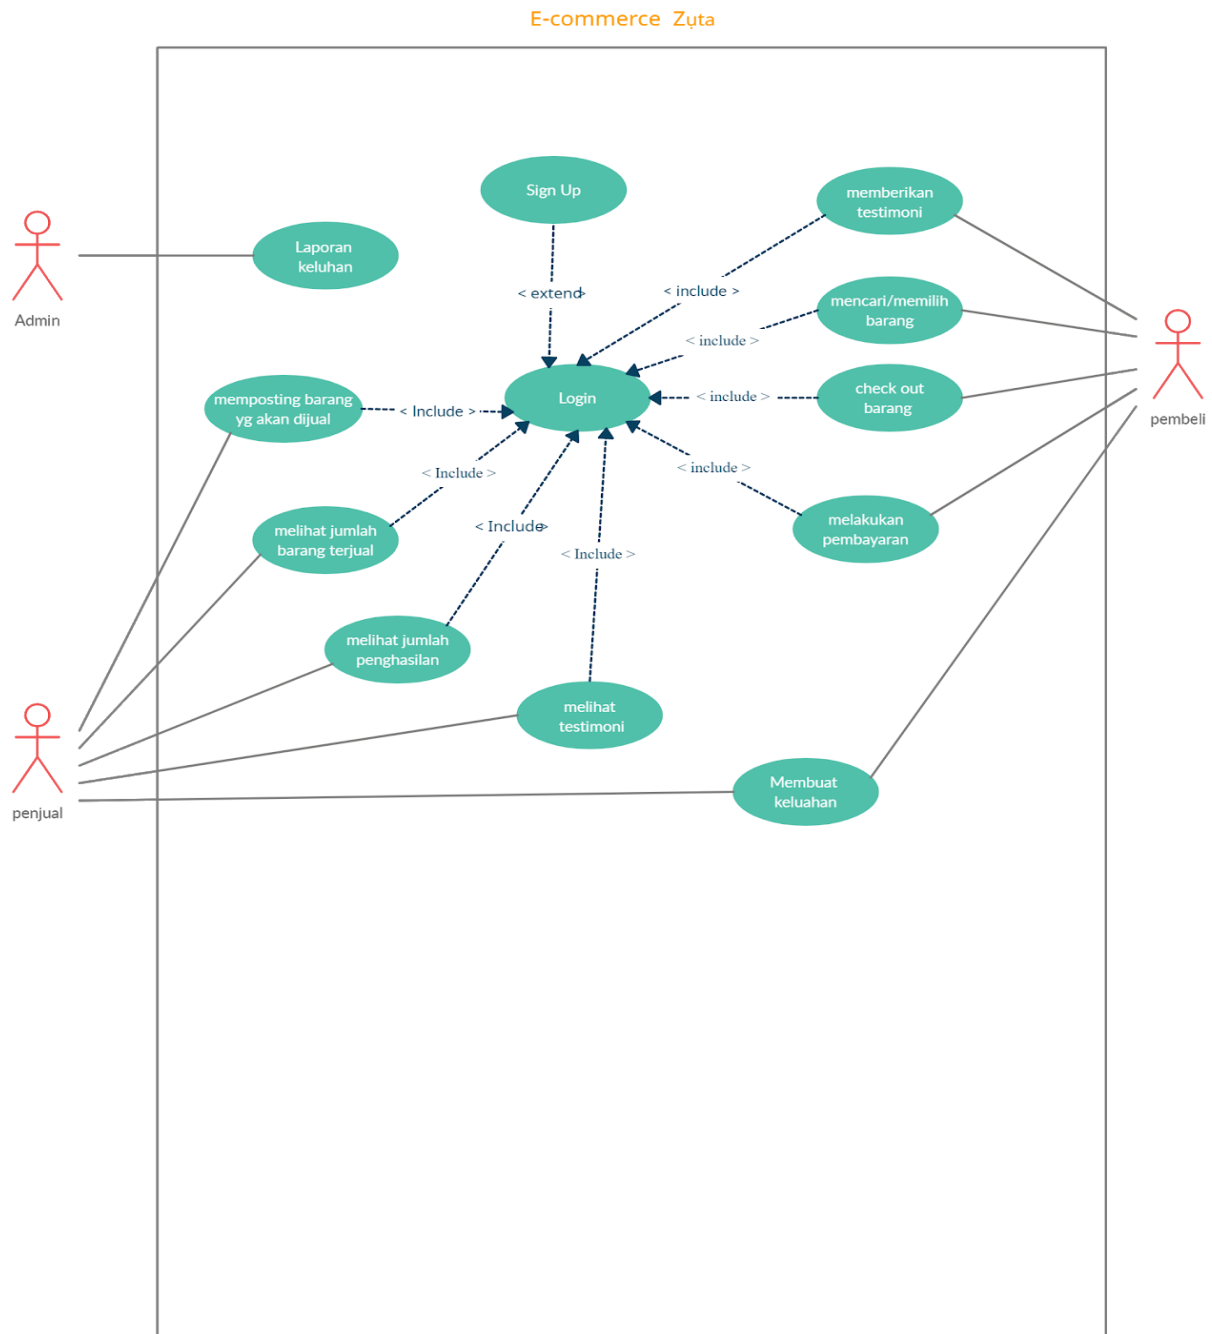 E-commerce Zụta
Sign Up
memberikan
testimoni
Laporan
keluhan
Admin
< extend>
< include >
mencari/memilih
barang
< include >
pembeli
memposting barang
yg akan dijual
< Include >
Login
< include >
check out
barang
< Include >
< include >
melihat jumlah
barang terjual
< Include>
< Include >
melakukan
pembayaran
melihat jumlah
penghasilan
melihat
testimoni
penjual
Membuat
keluahan